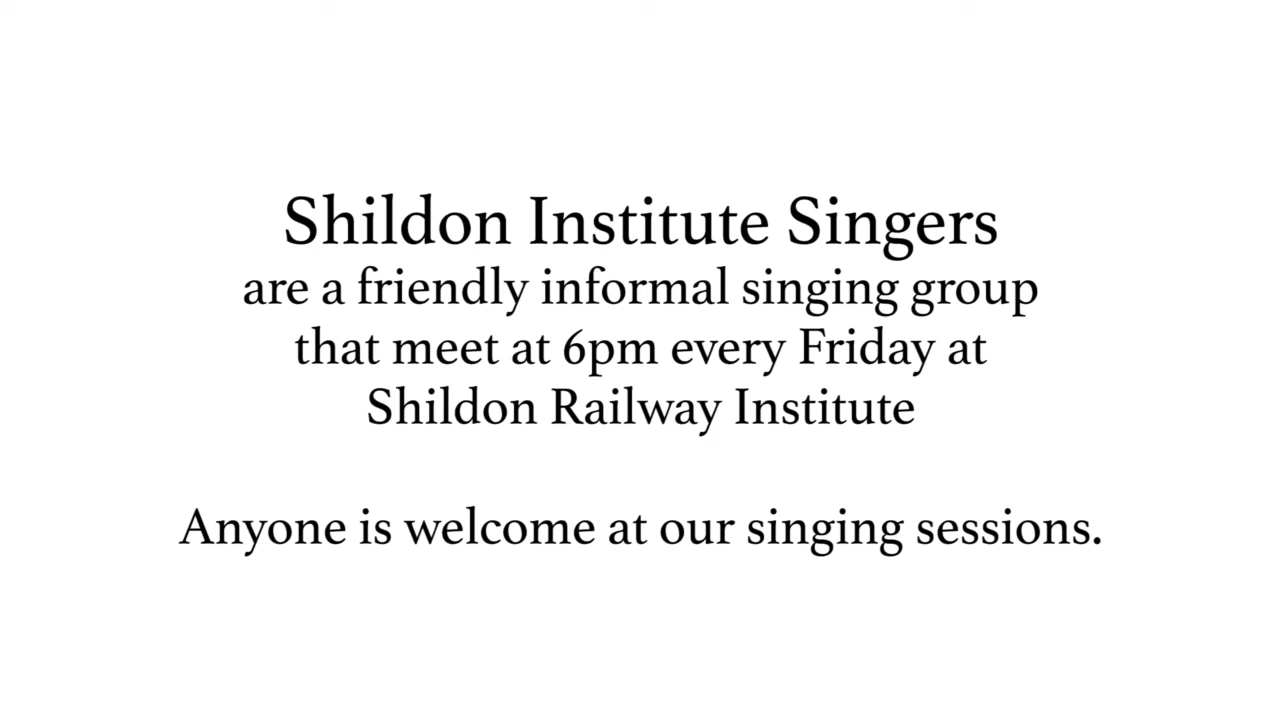 Shildon Institute Singers
are a friendly informal singing group
that meet at 6pm every Friday at
Shildon Railway Institute
Anyone is welcome at our singing sessions.